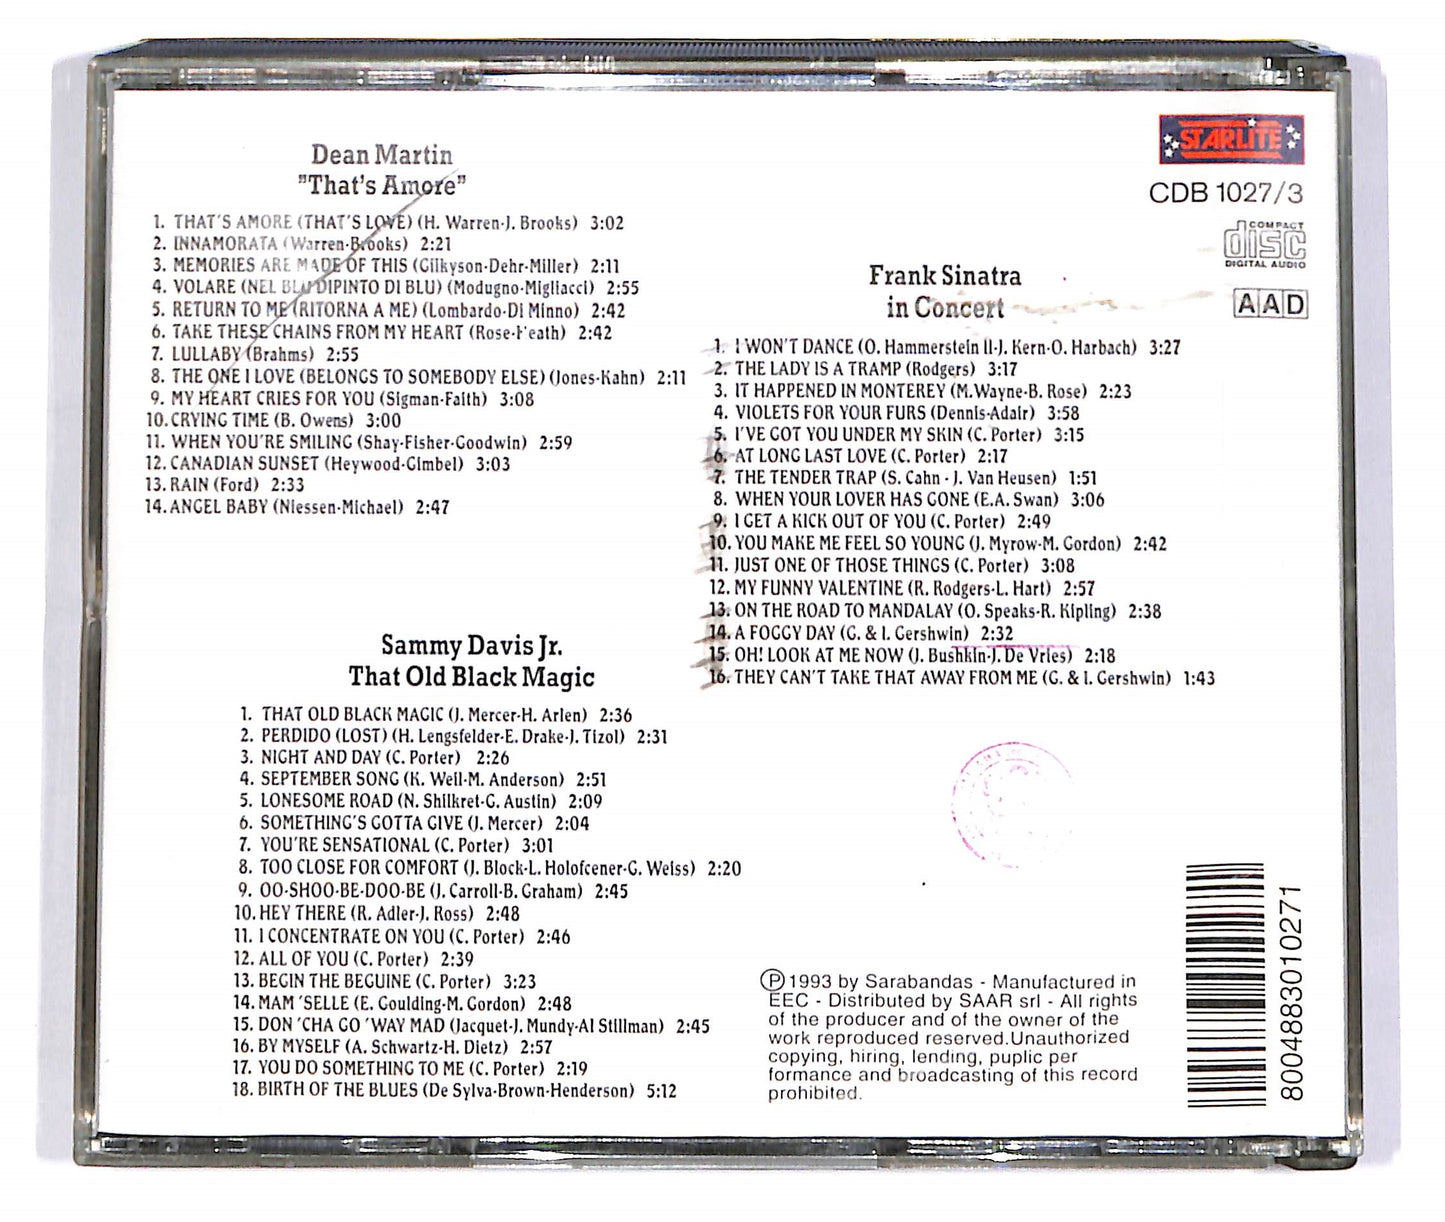 Dean Martin
"That's Amore"
1. THAT'S AMORE (THAT'S LOVE) (H. Warren-J. Brooks) 3:02
2. INNAMORATA (Warren-Brooks) 2:21
3. MEMORIES ARE MADE OF THIS (Gilkyson-Dehr-Miller) 2:11
4. VOLARE (NEL BLU DIPINTO DI BLU) (Modugno-Migliacci) 2:55
5. RETURN TO ME (RITORNA A ME) (Lombardo-Di Minno) 2:42
6. TAKE THESE CHAINS FROM MY HEART (Rose-Heath) 2:42
7. LULLABY (Brahms) 2:55
8. THE ONE I LOVE (BELONGS TO SOMEBODY ELSE) (Jones-Kahn) 2:11
9. MY HEART CRIES FOR YOU (Sigman-Faith) 3:08
10. CRYING TIME (B. Owens) 3:00
11. WHEN YOU'RE SMILING (Shay-Fisher-Goodwin) 2:59
12. CANADIAN SUNSET (Heywood-Gimbel) 3:03
13. RAIN (Ford) 2:33
14. ANGEL BABY (Niessen-Michael) 2:47
STARLITE
CDB 1027/3
COMPACT
disc
DIGITAL AUDIO
AAD
Frank Sinatra
in Concert
1. I WON'T DANCE (O. Hammerstein II-J. Kern-O. Harbach) 3:27
2. THE LADY IS A TRAMP (Rodgers) 3:17
3. IT HAPPENED IN MONTEREY (M. Wayne-B. Rose) 2:23
4. VIOLETS FOR YOUR FURS (Dennis-Adair) 3:58
5. I'VE GOT YOU UNDER MY SKIN (C. Porter) 3:15
6. AT LONG LAST LOVE (C. Porter) 2:17
7. THE TENDER TRAP (S. Cahn - J. Van Heusen) 1:51
8. WHEN YOUR LOVER HAS GONE (E.A. Swan) 3:06
9. I GET A KICK OUT OF YOU (C. Porter) 2:49
10. YOU MAKE ME FEEL SO YOUNG (J. Myrow-M. Gordon) 2:42
11. JUST ONE OF THOSE THINGS (C. Porter) 3:08
12. MY FUNNY VALENTINE (R. Rodgers-L. Hart) 2:57
13. ON THE ROAD TO MANDALAY (O. Speaks-R. Kipling) 2:38
14. A FOGGY DAY (G. & I. Gershwin) 2:32
15. OH! LOOK AT ME NOW (J. Bushkin-J. De Vries) 2:18
16. THEY CAN'T TAKE THAT AWAY FROM ME (G. & I. Gershwin) 1:43
Sammy Davis Jr.
That Old Black Magic
1. THAT OLD BLACK MAGIC (J. Mercer-H. Arlen) 2:36
2. PERDIDO (LOST) (H. Lengsfelder-E. Drake-J. Tizol) 2:31
3. NIGHT AND DAY (C. Porter) 2:26
4. SEPTEMBER SONG (K. Weil-M. Anderson) 2:51
5. LONESOME ROAD (N. Shilkret-G. Austin) 2:09
6. SOMETHING'S GOTTA GIVE (J. Mercer) 2:04
7. YOU'RE SENSATIONAL (C. Porter) 3:01
8. TOO CLOSE FOR COMFORT (J. Block-L. Holofcener-G. Weiss) 2:20
9. OO-SHOO-BE-DOO-BE (J. Carroll-B. Graham) 2:45
10. HEY THERE (R. Adler-J. Ross) 2:48
11. I CONCENTRATE ON YOU (C. Porter) 2:46
12. ALL OF YOU (C. Porter) 2:39
13. BEGIN THE BEGUINE (C. Porter) 3:23
14. MAM 'SELLE (E. Goulding-M. Gordon) 2:48
15. DON 'CHA GO 'WAY MAD (Jacquet-J. Mundy-Al Stillman) 2:45
16. BY MYSELF (A. Schwartz-H. Dietz) 2:57
17. YOU DO SOMETHING TO ME (C. Porter) 2:19
18. BIRTH OF THE BLUES (De Sylva-Brown-Henderson) 5:12
Ⓟ 1993 by Sarabandas - Manufactured in
EEC - Distributed by SAAR srl - All rights
of the producer and of the owner of the
work reproduced reserved.Unauthorized
copying, hiring, lending, puplic per
formance and broadcasting of this record
prohibited.
8004883010271